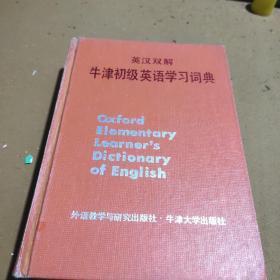 英汉双解
牛津初级英语学习词典
Oxford
Elementary
Learner's
Dictionary
of English
外语教学与研究出版社·牛津大学出版社